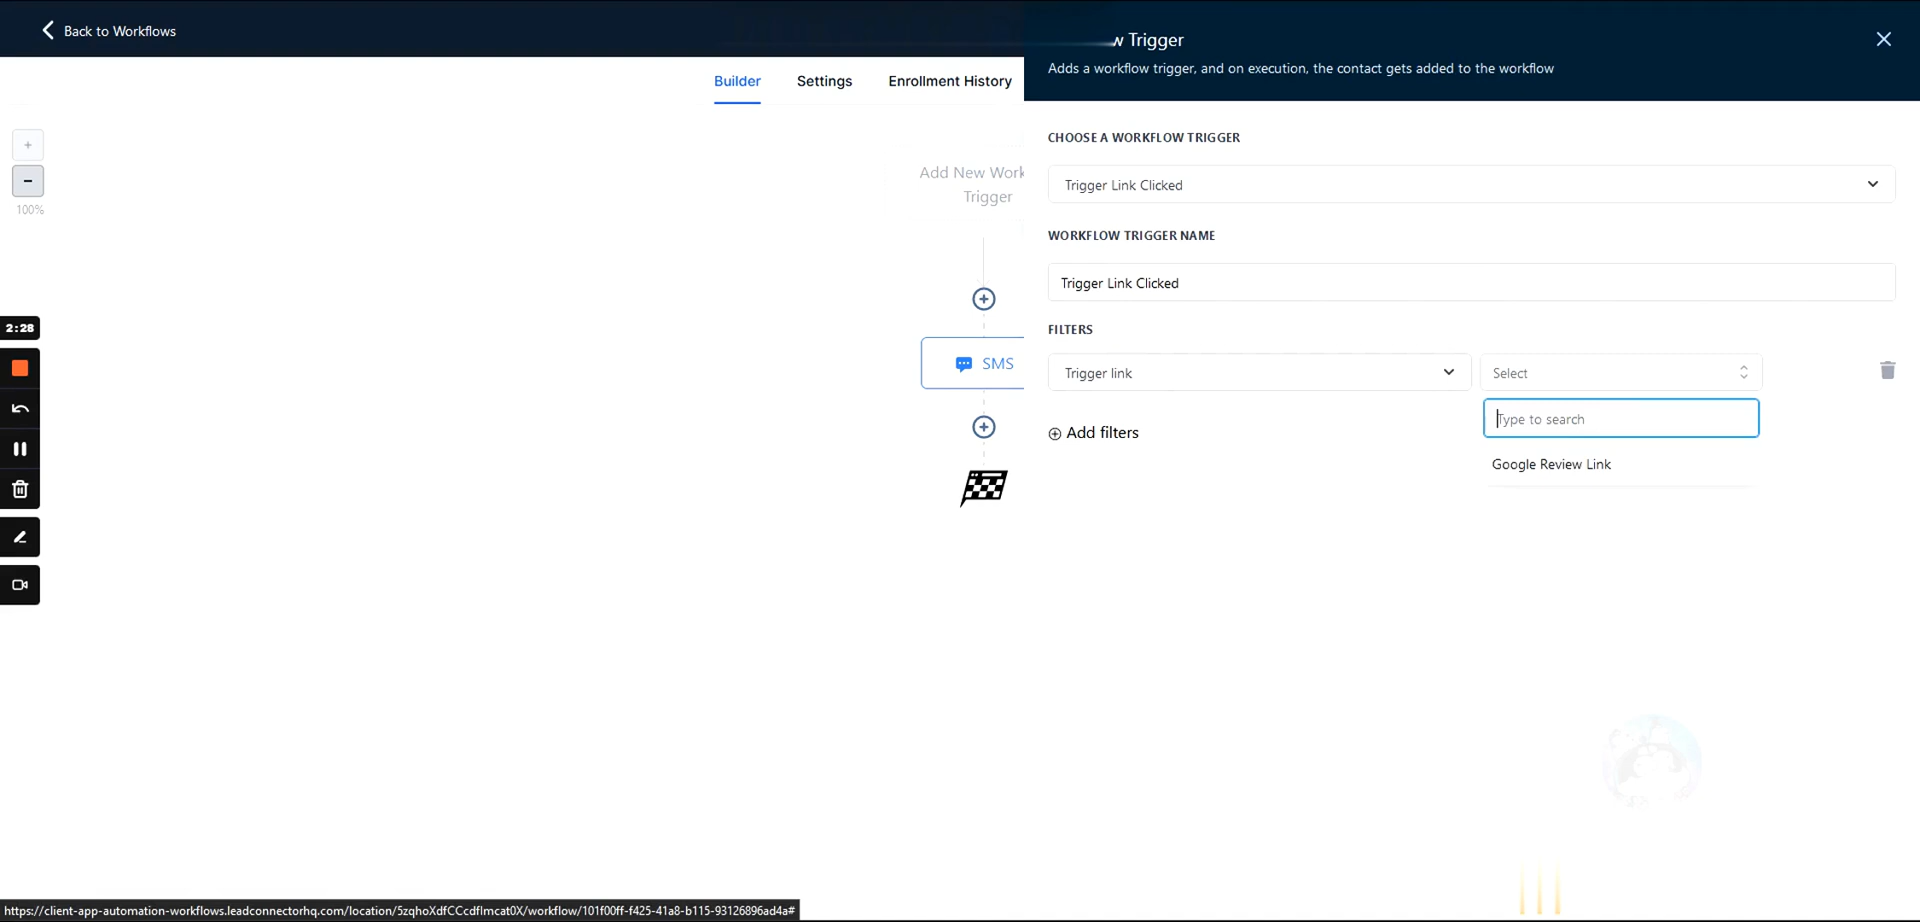 Back to Workflows
w Trigger
Adds a workflow trigger, and on execution, the contact gets added to the workflow
Builder
Settings
Enrollment History
CHOOSE A WORKFLOW TRIGGER
+
-
100%
Add New Work
Trigger
Trigger Link Clicked
WORKFLOW TRIGGER NAME
Trigger Link Clicked
2:28
FILTERS
SMS
Trigger link
Select
Type to search
Add filters
Google Review Link
https://client-app-automation-workflows.leadconnectorhq.com/location/5zqhoXdfCCcdflmcat0X/workflow/101f00ff-f425-41a8-b115-93126896ad4a#